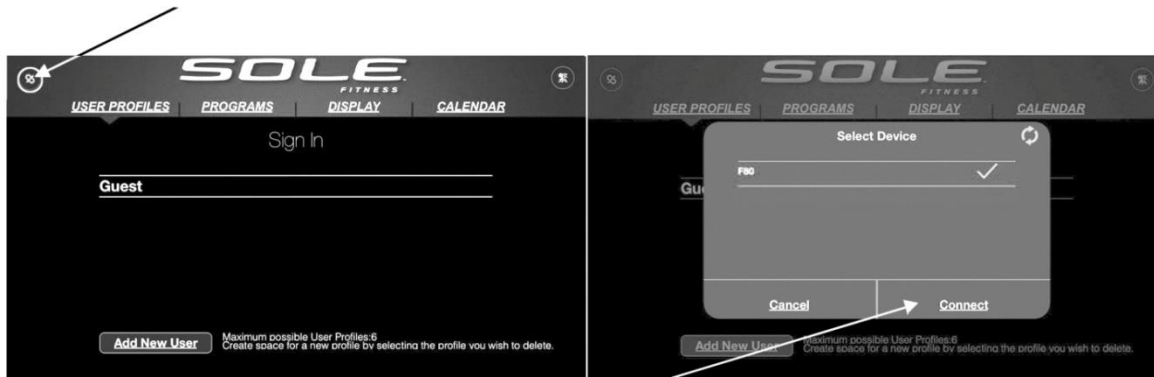 SOLE
FITNESS
USER PROFILES PROGRAMS DISPLAY CALENDAR
Sign In
Guest
Add New User
Maximum possible User Profiles:6
Create space for a new profile by selecting the profile you wish to delete.
SOLE
FITNESS
USER PROFILES PROGRAMS DISPLAY CALENDAR
Select Device
F80
Gu
Cancel Connect
Add New User
Maximum possible User Profiles:6
Create space for a new profile by selecting the profile you wish to delete.